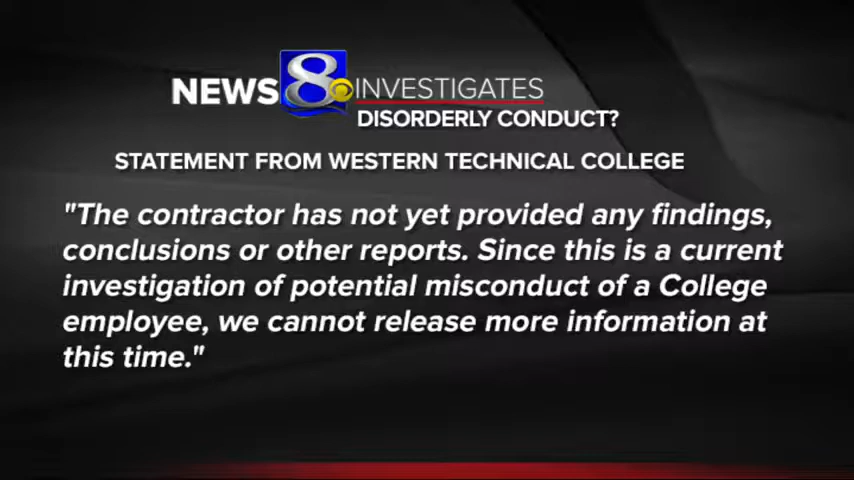 NEWS 8 INVESTIGATES
DISORDERLY CONDUCT?
STATEMENT FROM WESTERN TECHNICAL COLLEGE
"The contractor has not yet provided any findings,
conclusions or other reports. Since this is a current
investigation of potential misconduct of a College
employee, we cannot release more information at
this time."